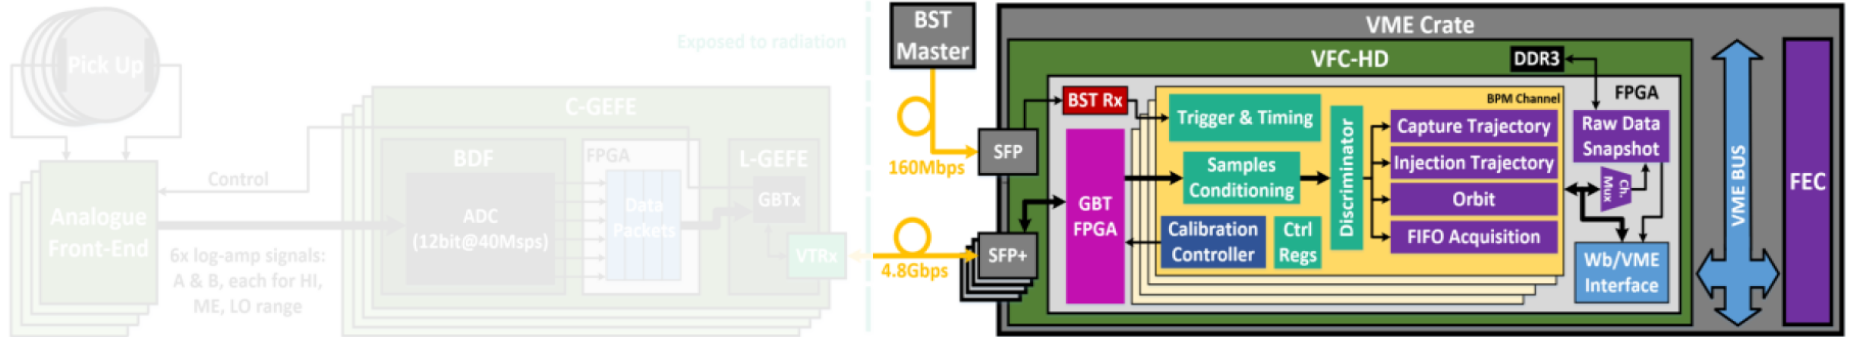 Pick Up
Exposed to radiation
C-GEFE
BDF
FPGA
L-GEFE
Control
ADC
(12bit@40Msps)
Data
Packets
GBTx
VTRx
Analogue
Front-End
6x log-amp signals:
A & B, each for HI,
ME, LO range
BST
Master
160Mbps
4.8Gbps
SFP
SFP+
VME Crate
VFC-HD
DDR3
FPGA
BST Rx
GBT
FPGA
BPM Channel
Trigger & Timing
Samples
Conditioning
Calibration
Controller
Ctrl
Regs
Discriminator
Capture Trajectory
Injection Trajectory
Orbit
FIFO Acquisition
Raw Data
Snapshot
Ch.
Mux
Wb/VME
Interface
VME BUS
FEC